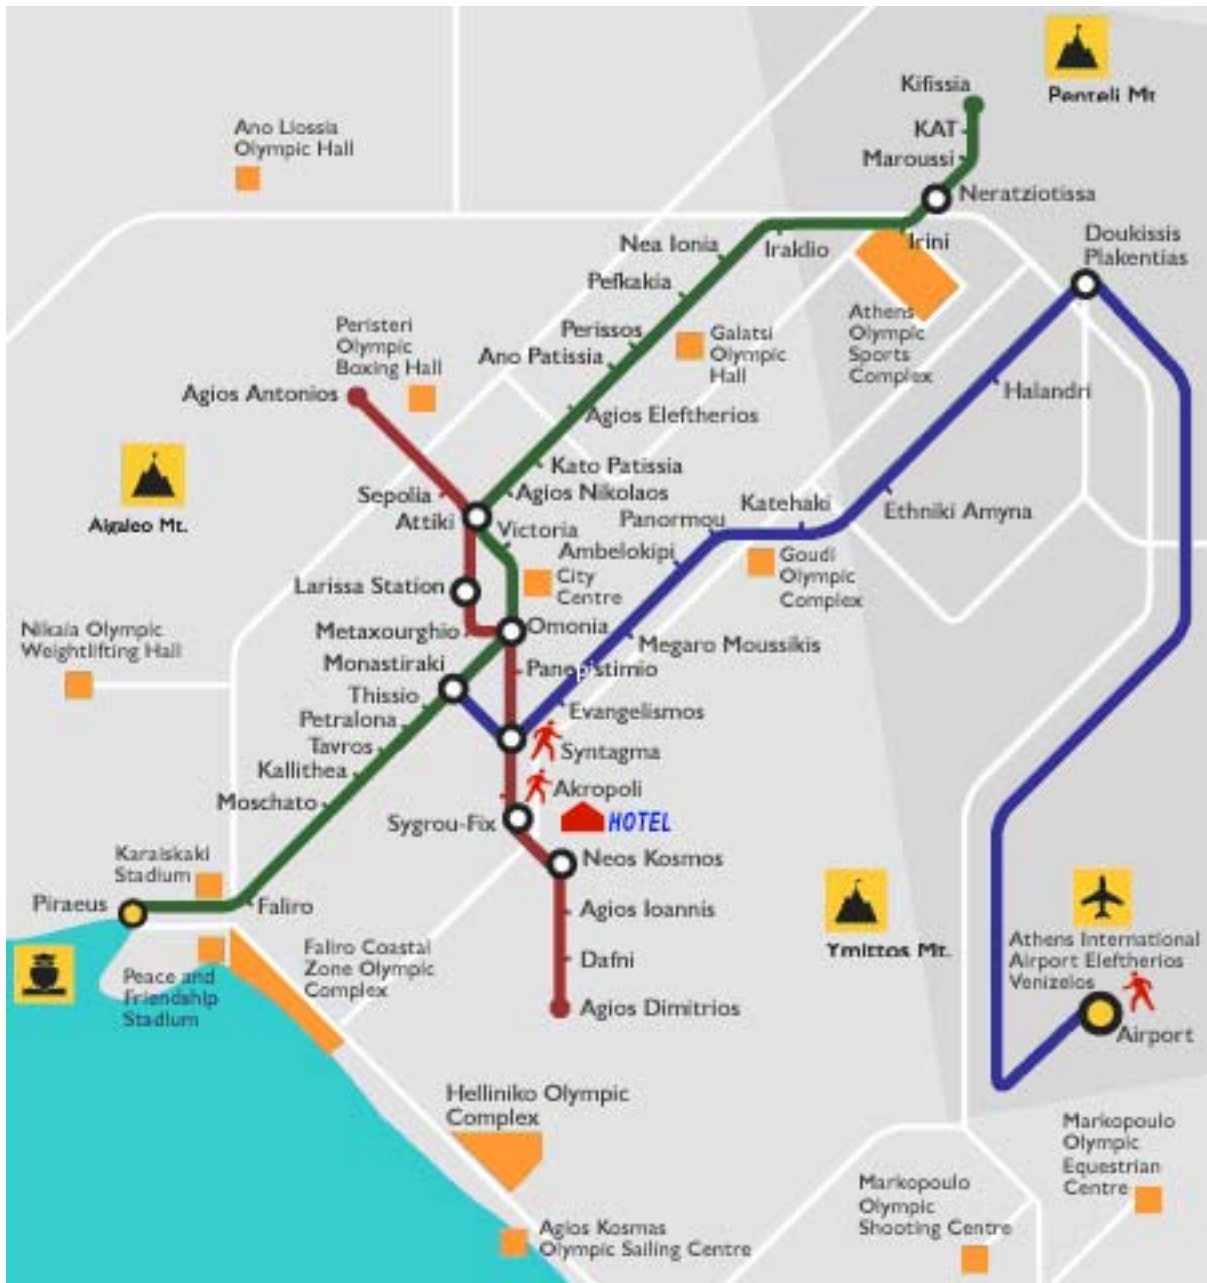 Kifissia
Penteli Mt
KAT
Ano Liossia
Olympic Hall
Maroussi
Neratziotissa
Doukissis
Plakentias
Nea Ionia
Iraklio
Irini
Pefkakia
Athens
Olympic
Sports
Complex
Peristeri
Olympic
Boxing Hall
Perissos
Galatsi
Olympic
Hall
Ano Patissia
Halandri
Agios Antonios
Agios Eleftherios
Kato Patissia
Sepolia
Agios Nikolaos
Attiki
Victoria
Panormou
Katehaki
Ethniki Amyna
Aigaleo Mt.
Ambelokipi
City
Centre
Goudi
Olympic
Complex
Larissa Station
Nikaia Olympic
Weightlifting Hall
Metaxourghio
Omonia
Megaro Moussikis
Monastiraki
Panepistimio
Thissio
Evangelismos
Petralona
Tavros
Syntagma
Kallithea
Akropoli
Moschato
Sygrou-Fix
HOTEL
Neos Kosmos
Karaiskaki
Stadium
Piraeus
Faliro
Agios Ioannis
Faliro Coastal
Zone Olympic
Complex
Ymittos Mt.
Athens International
Airport Eleftherios
Venizelos
Dafni
Peace and
Friendship
Stadium
Agios Dimitrios
Airport
Helliniko Olympic
Complex
Markopoulo
Olympic
Equestrian
Centre
Markopoulo
Olympic
Shooting Centre
Agios Kosmas
Olympic Sailing Centre